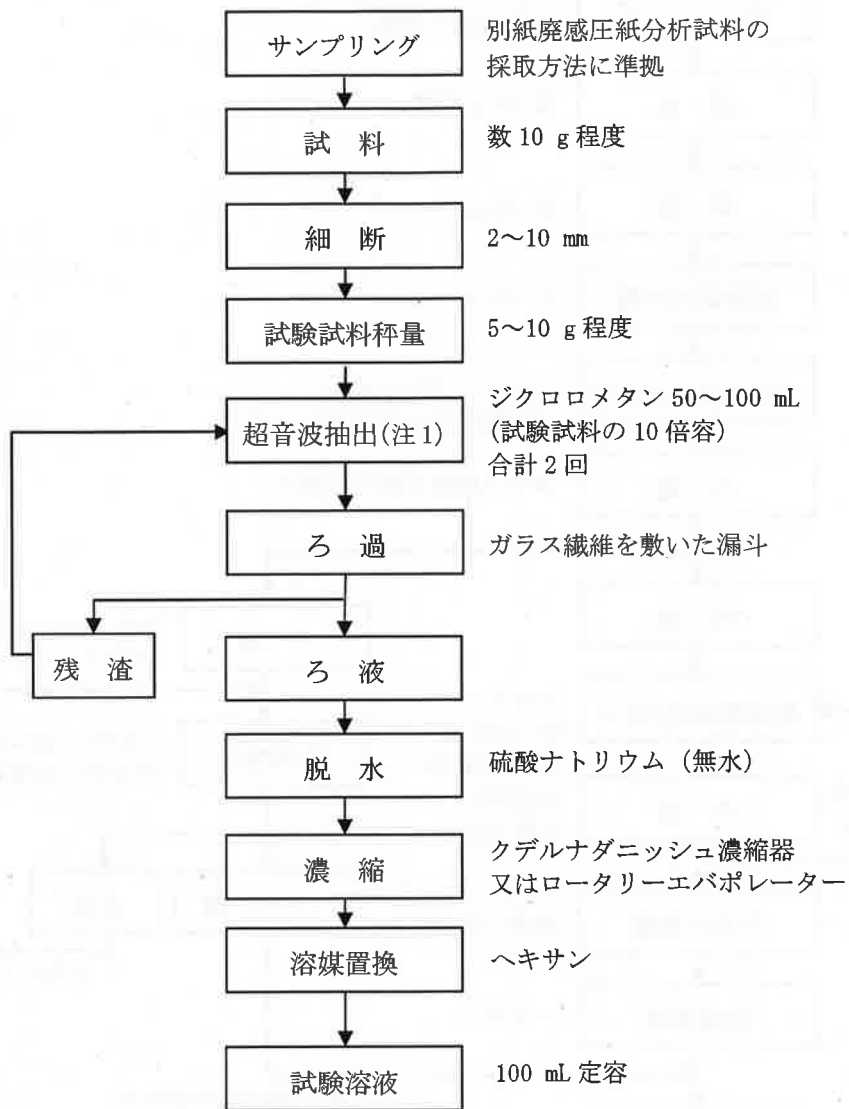 サンプリング
別紙廃感圧紙分析試料の
採取方法に準拠
試　料
数10 g程度
細　断
2～10 mm
試験試料秤量
5～10 g程度
超音波抽出(注1)
ジクロロメタン50～100 mL
(試験試料の10倍容)
合計2回
ろ　過
ガラス繊維を敷いた漏斗
残　渣
ろ　液
脱　水
硫酸ナトリウム（無水）
濃　縮
クデルナダニッシュ濃縮器
又はロータリーエバポレーター
溶媒置換
ヘキサン
試験溶液
100 mL定容